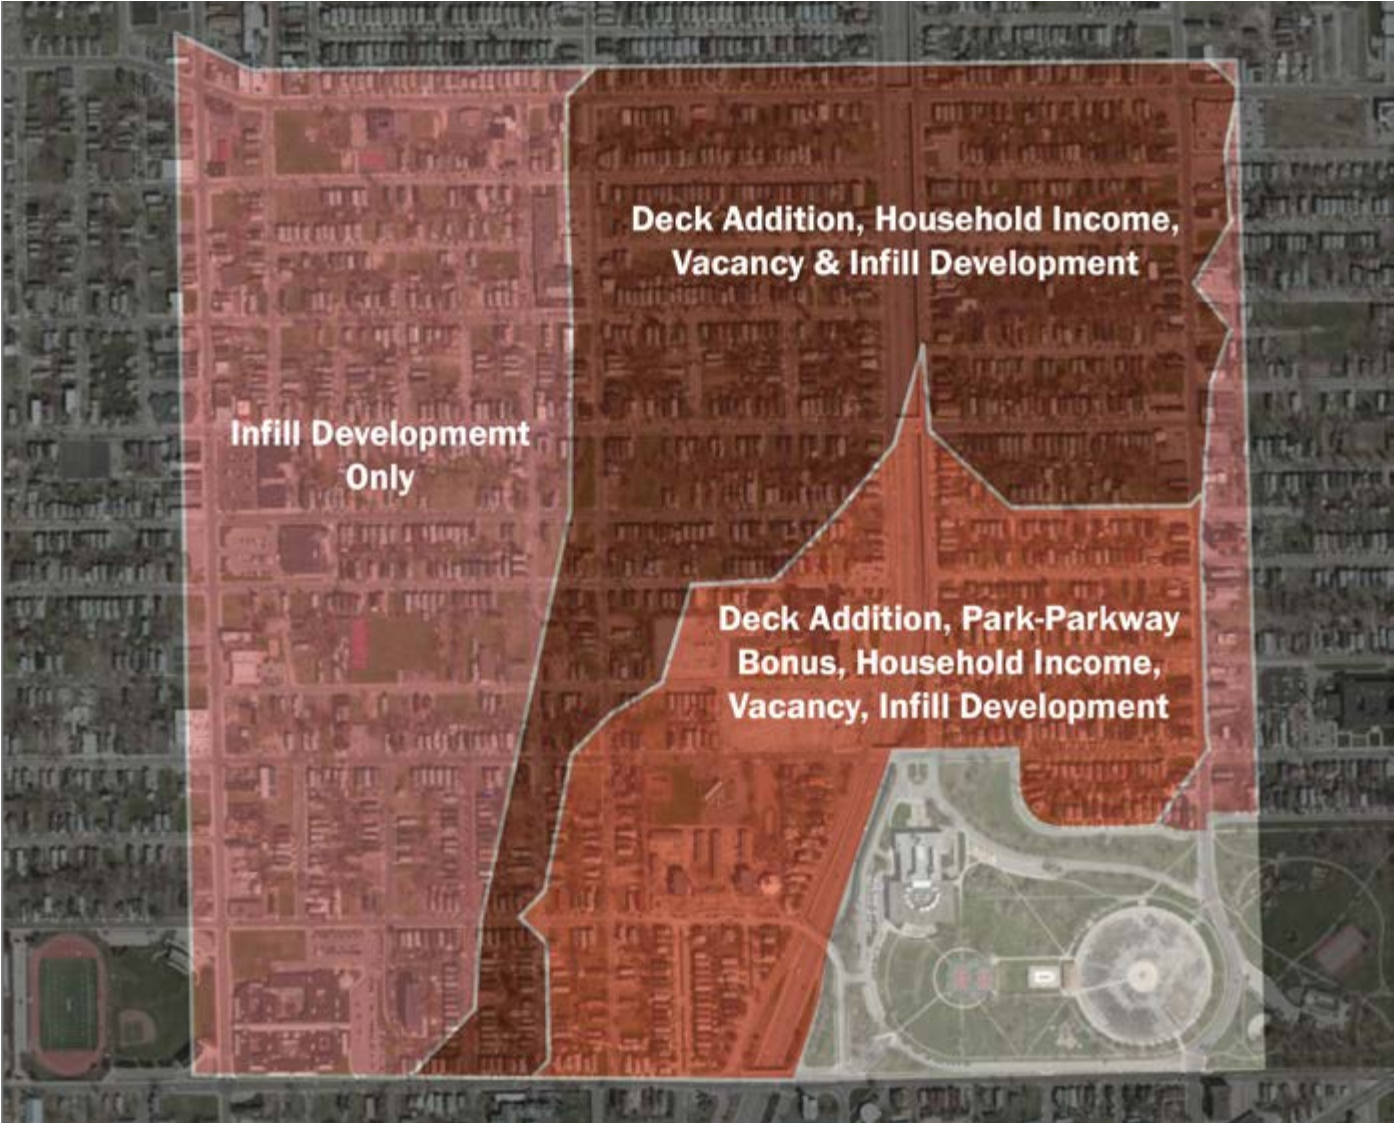 Deck Addition, Household Income,
Vacancy & Infill Development
Infill Developmemt
Only
Deck Addition, Park-Parkway
Bonus, Household Income,
Vacancy, Infill Development